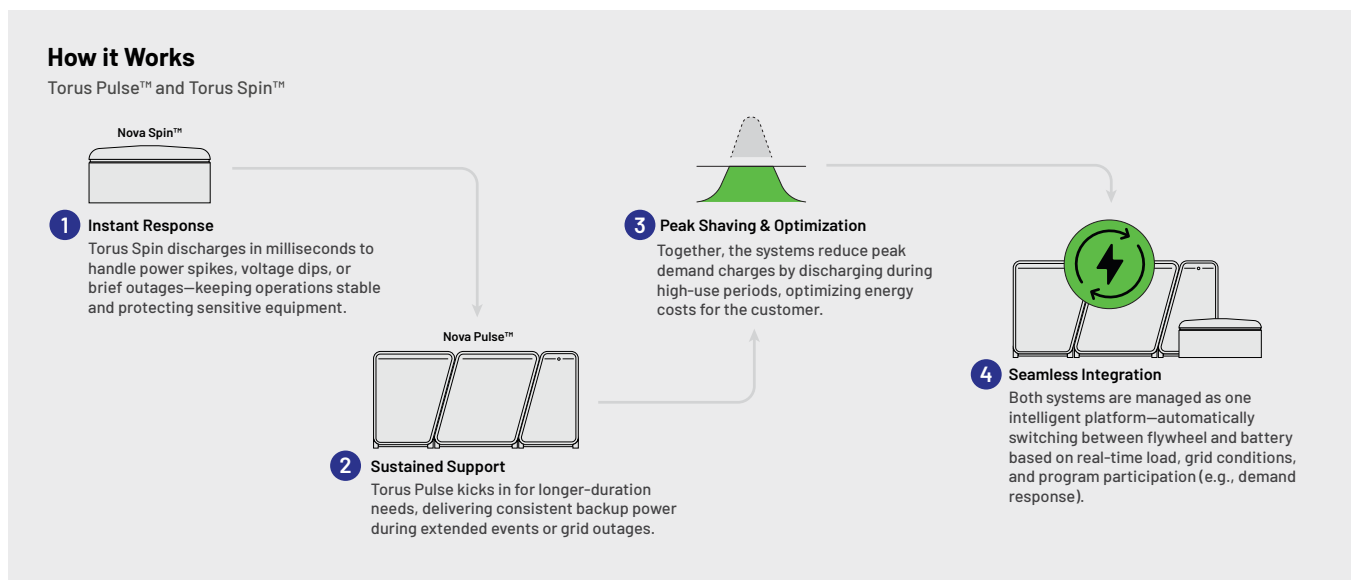 How it Works
Torus Pulse™ and Torus Spin™
Nova Spin™
1 Instant Response
Torus Spin discharges in milliseconds to
handle power spikes, voltage dips, or
brief outages—keeping operations stable
and protecting sensitive equipment.
Nova Pulse™
2 Sustained Support
Torus Pulse kicks in for longer-duration
needs, delivering consistent backup power
during extended events or grid outages.
3 Peak Shaving & Optimization
Together, the systems reduce peak
demand charges by discharging during
high-use periods, optimizing energy
costs for the customer.
4 Seamless Integration
Both systems are managed as one
intelligent platform—automatically
switching between flywheel and battery
based on real-time load, grid conditions,
and program participation (e.g., demand
response).